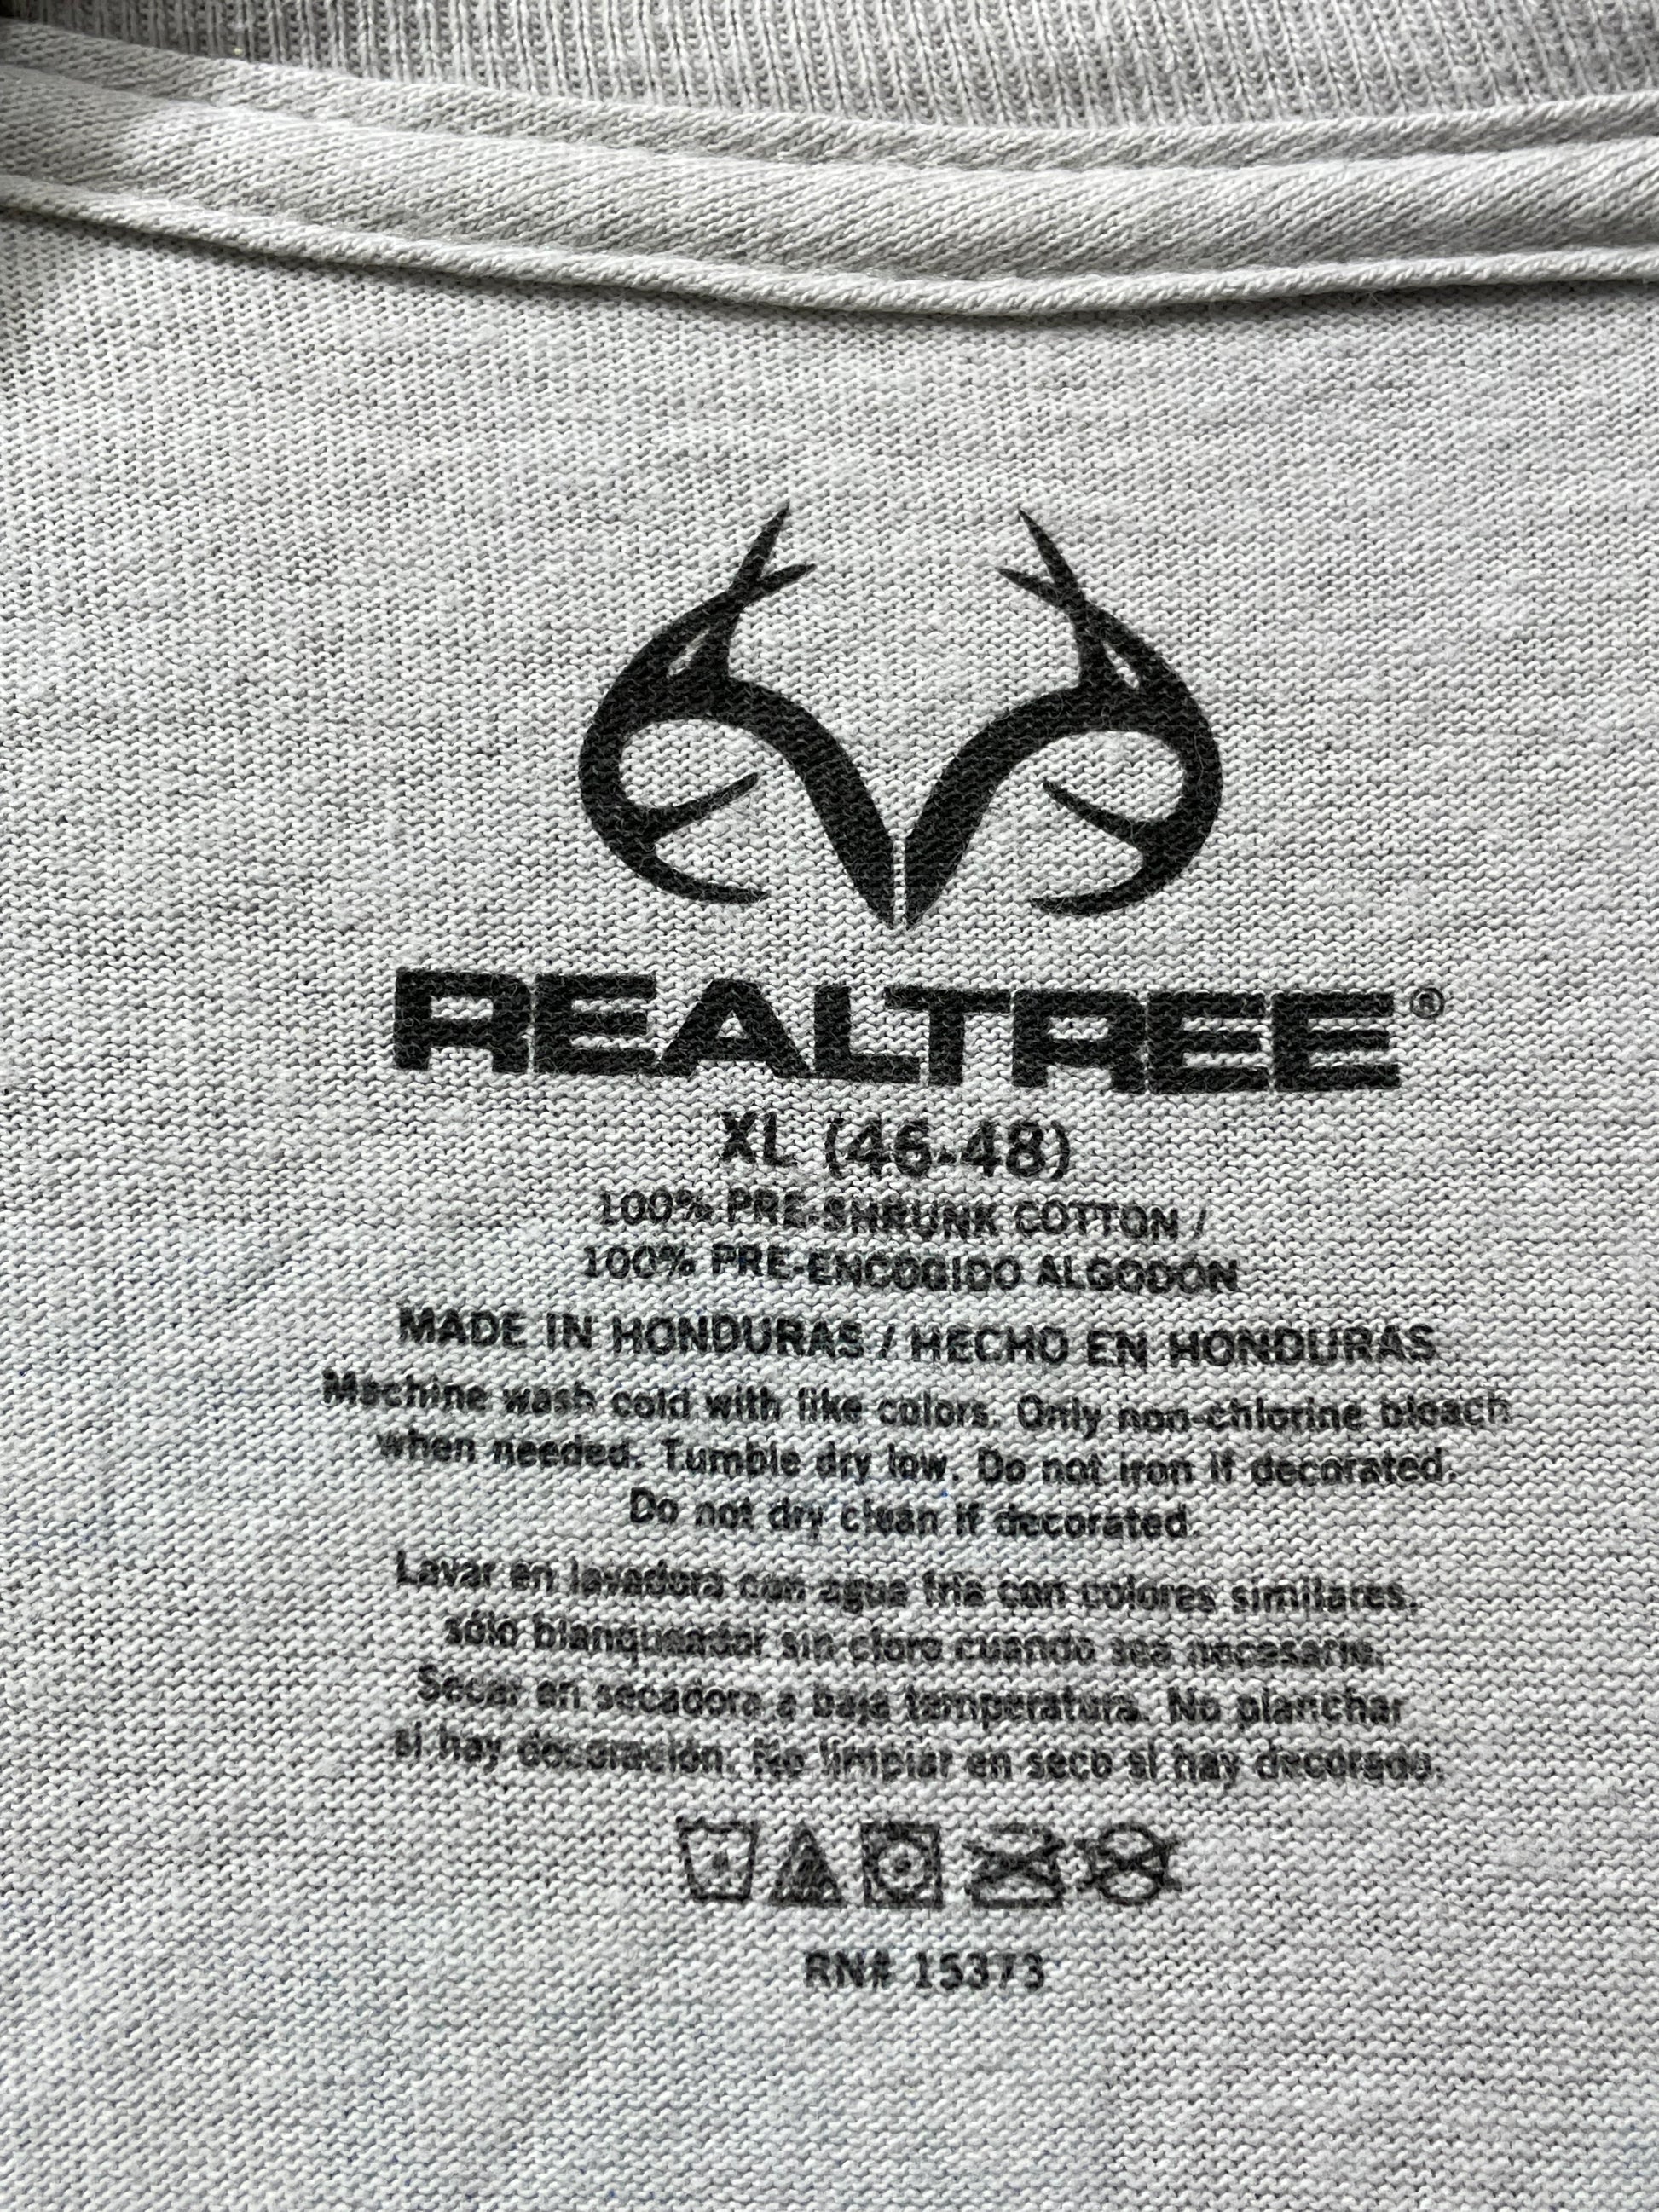 REALTREE®
XL (46-48)
100% PRE-SHRUNK COTTON /
100% PRE-ENCOGIDO ALGODÓN
MADE IN HONDURAS / HECHO EN HONDURAS
Machine wash cold with like colors. Only non-chlorine bleach
when needed. Tumble dry low. Do not iron if decorated.
Do not dry clean if decorated.
Lavar en lavadora con agua fría con colores similares.
sólo blanqueador sin cloro cuando sea necesario.
Secar en secadora a baja temperatura. No planchar
si hay decoración. No limpiar en seco si hay decorado.
RN# 15373